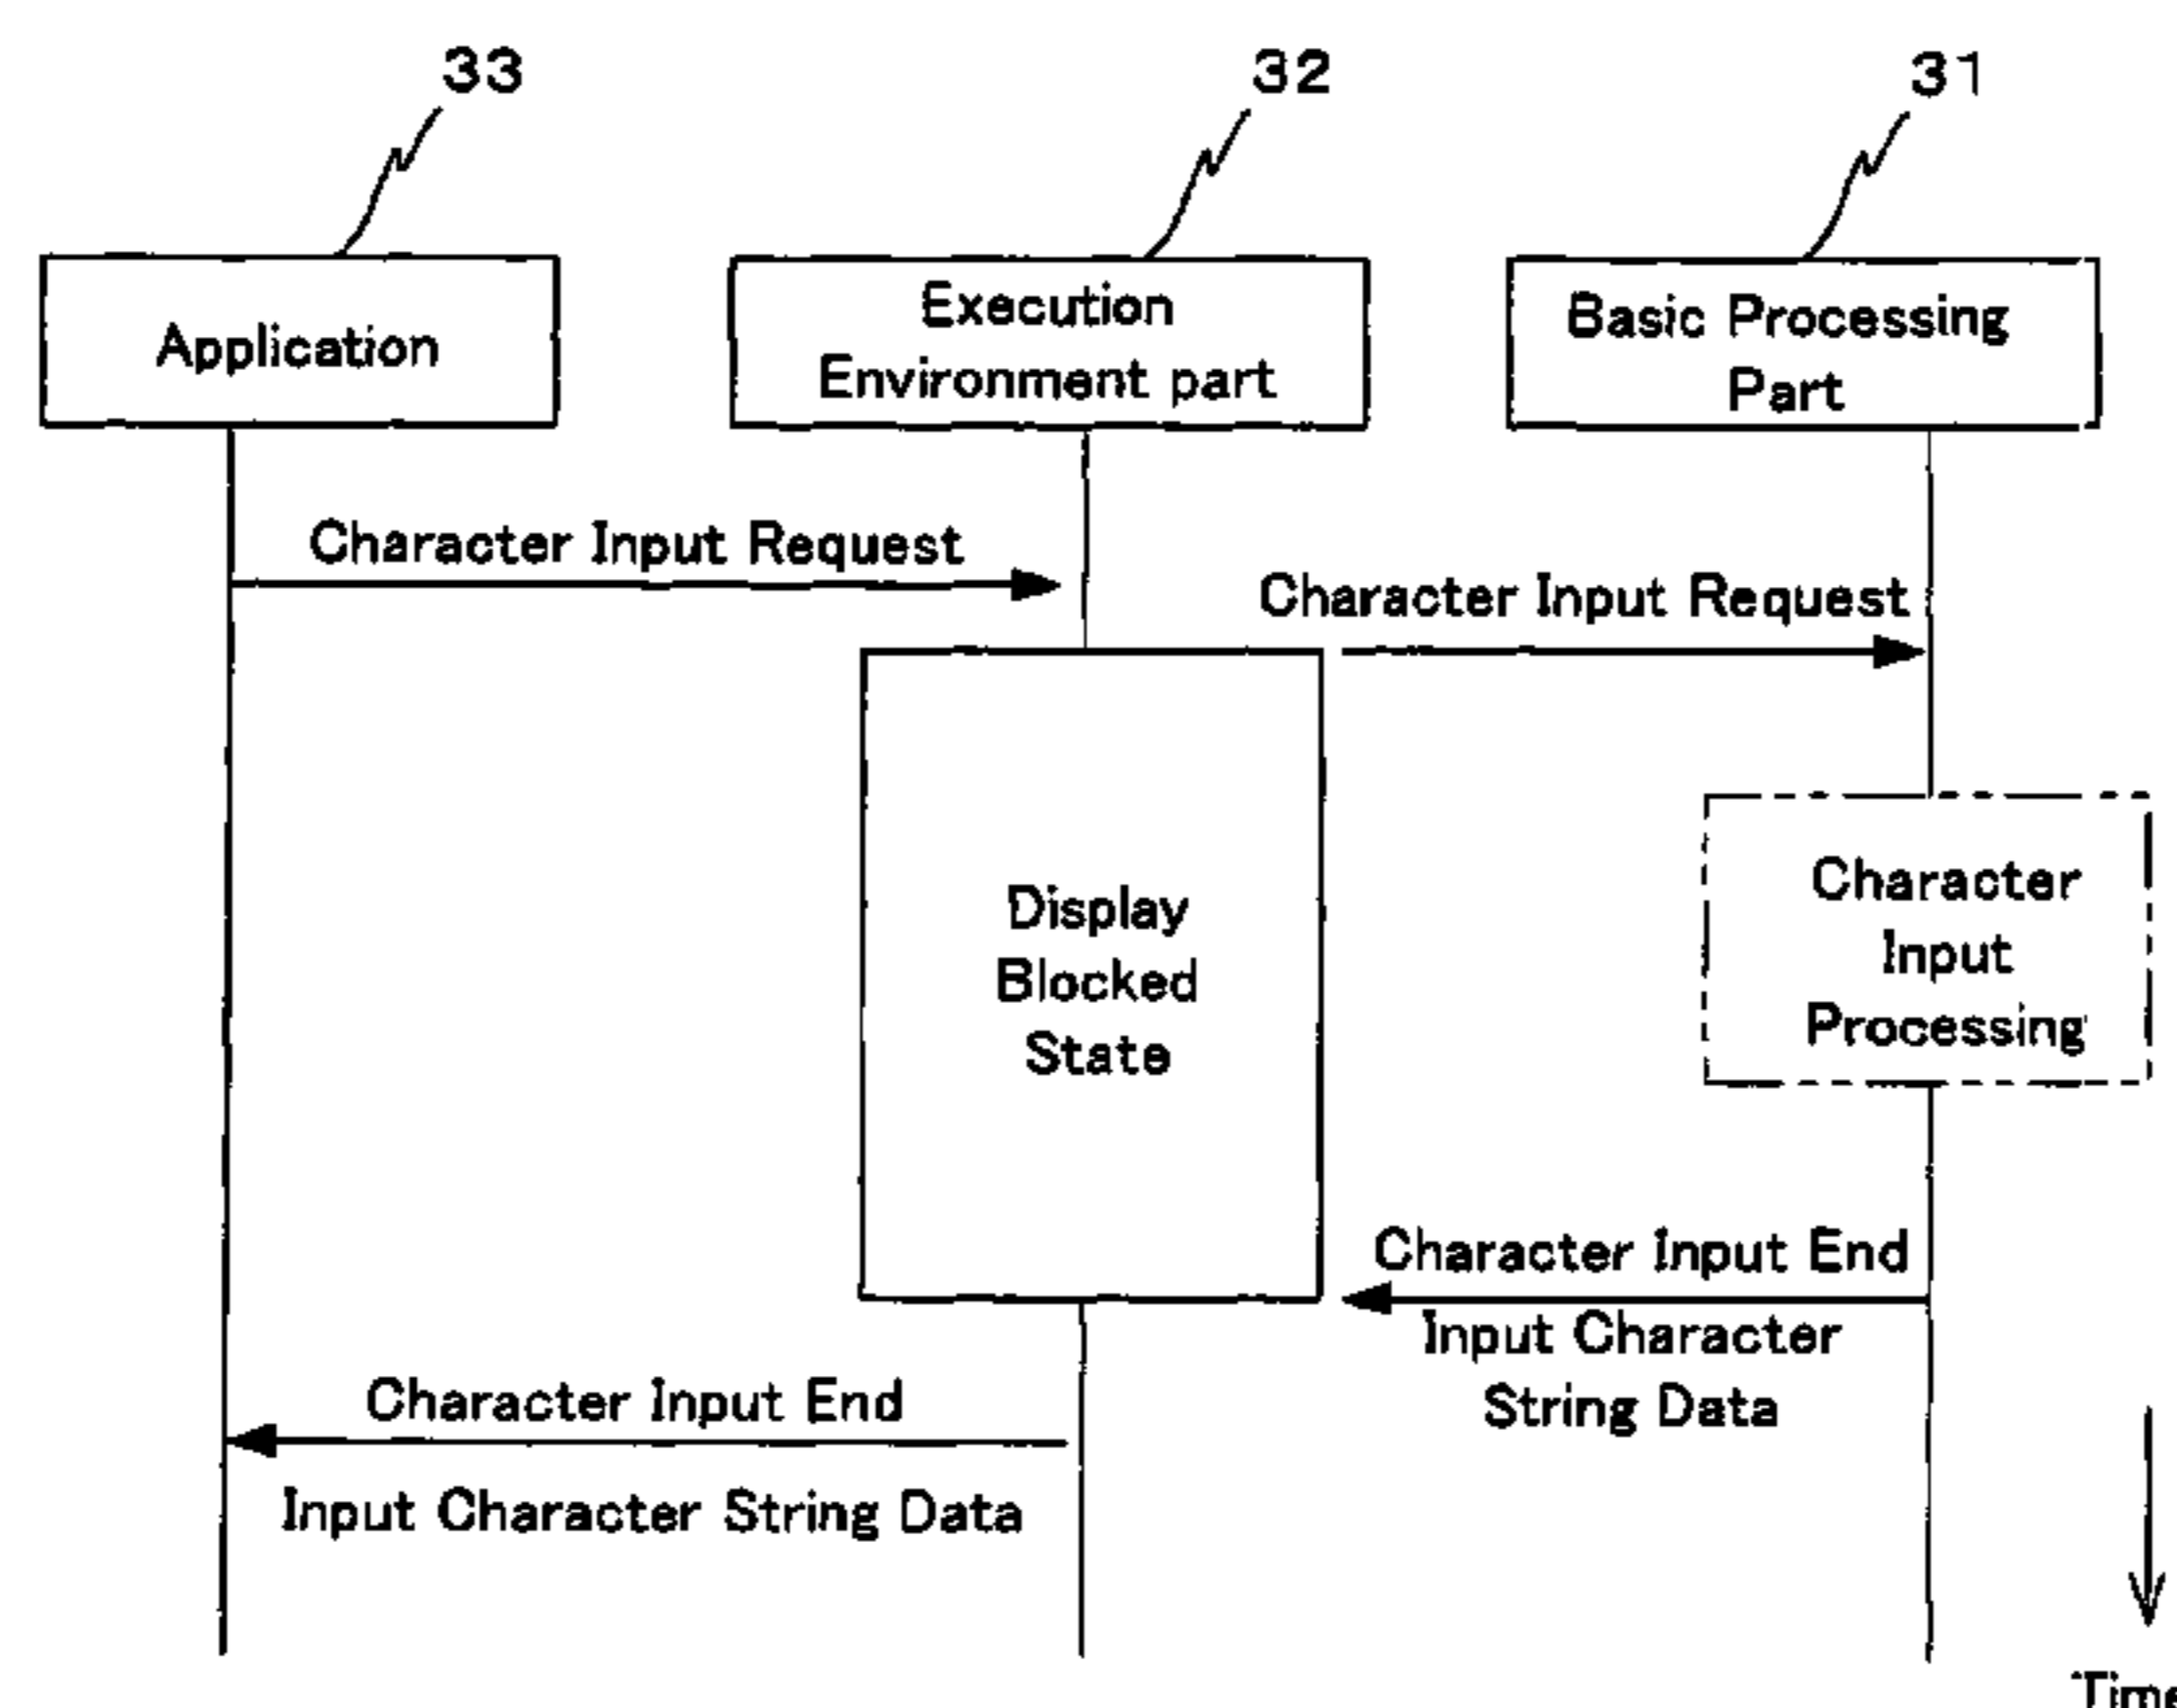 33
32
31
Application
Execution
Environment part
Basic Processing
Part
Character Input Request
Character Input Request
Display
Blocked
State
Character
Input
Processing
Character Input End
Input Character
String Data
Character Input End
Input Character String Data
Time